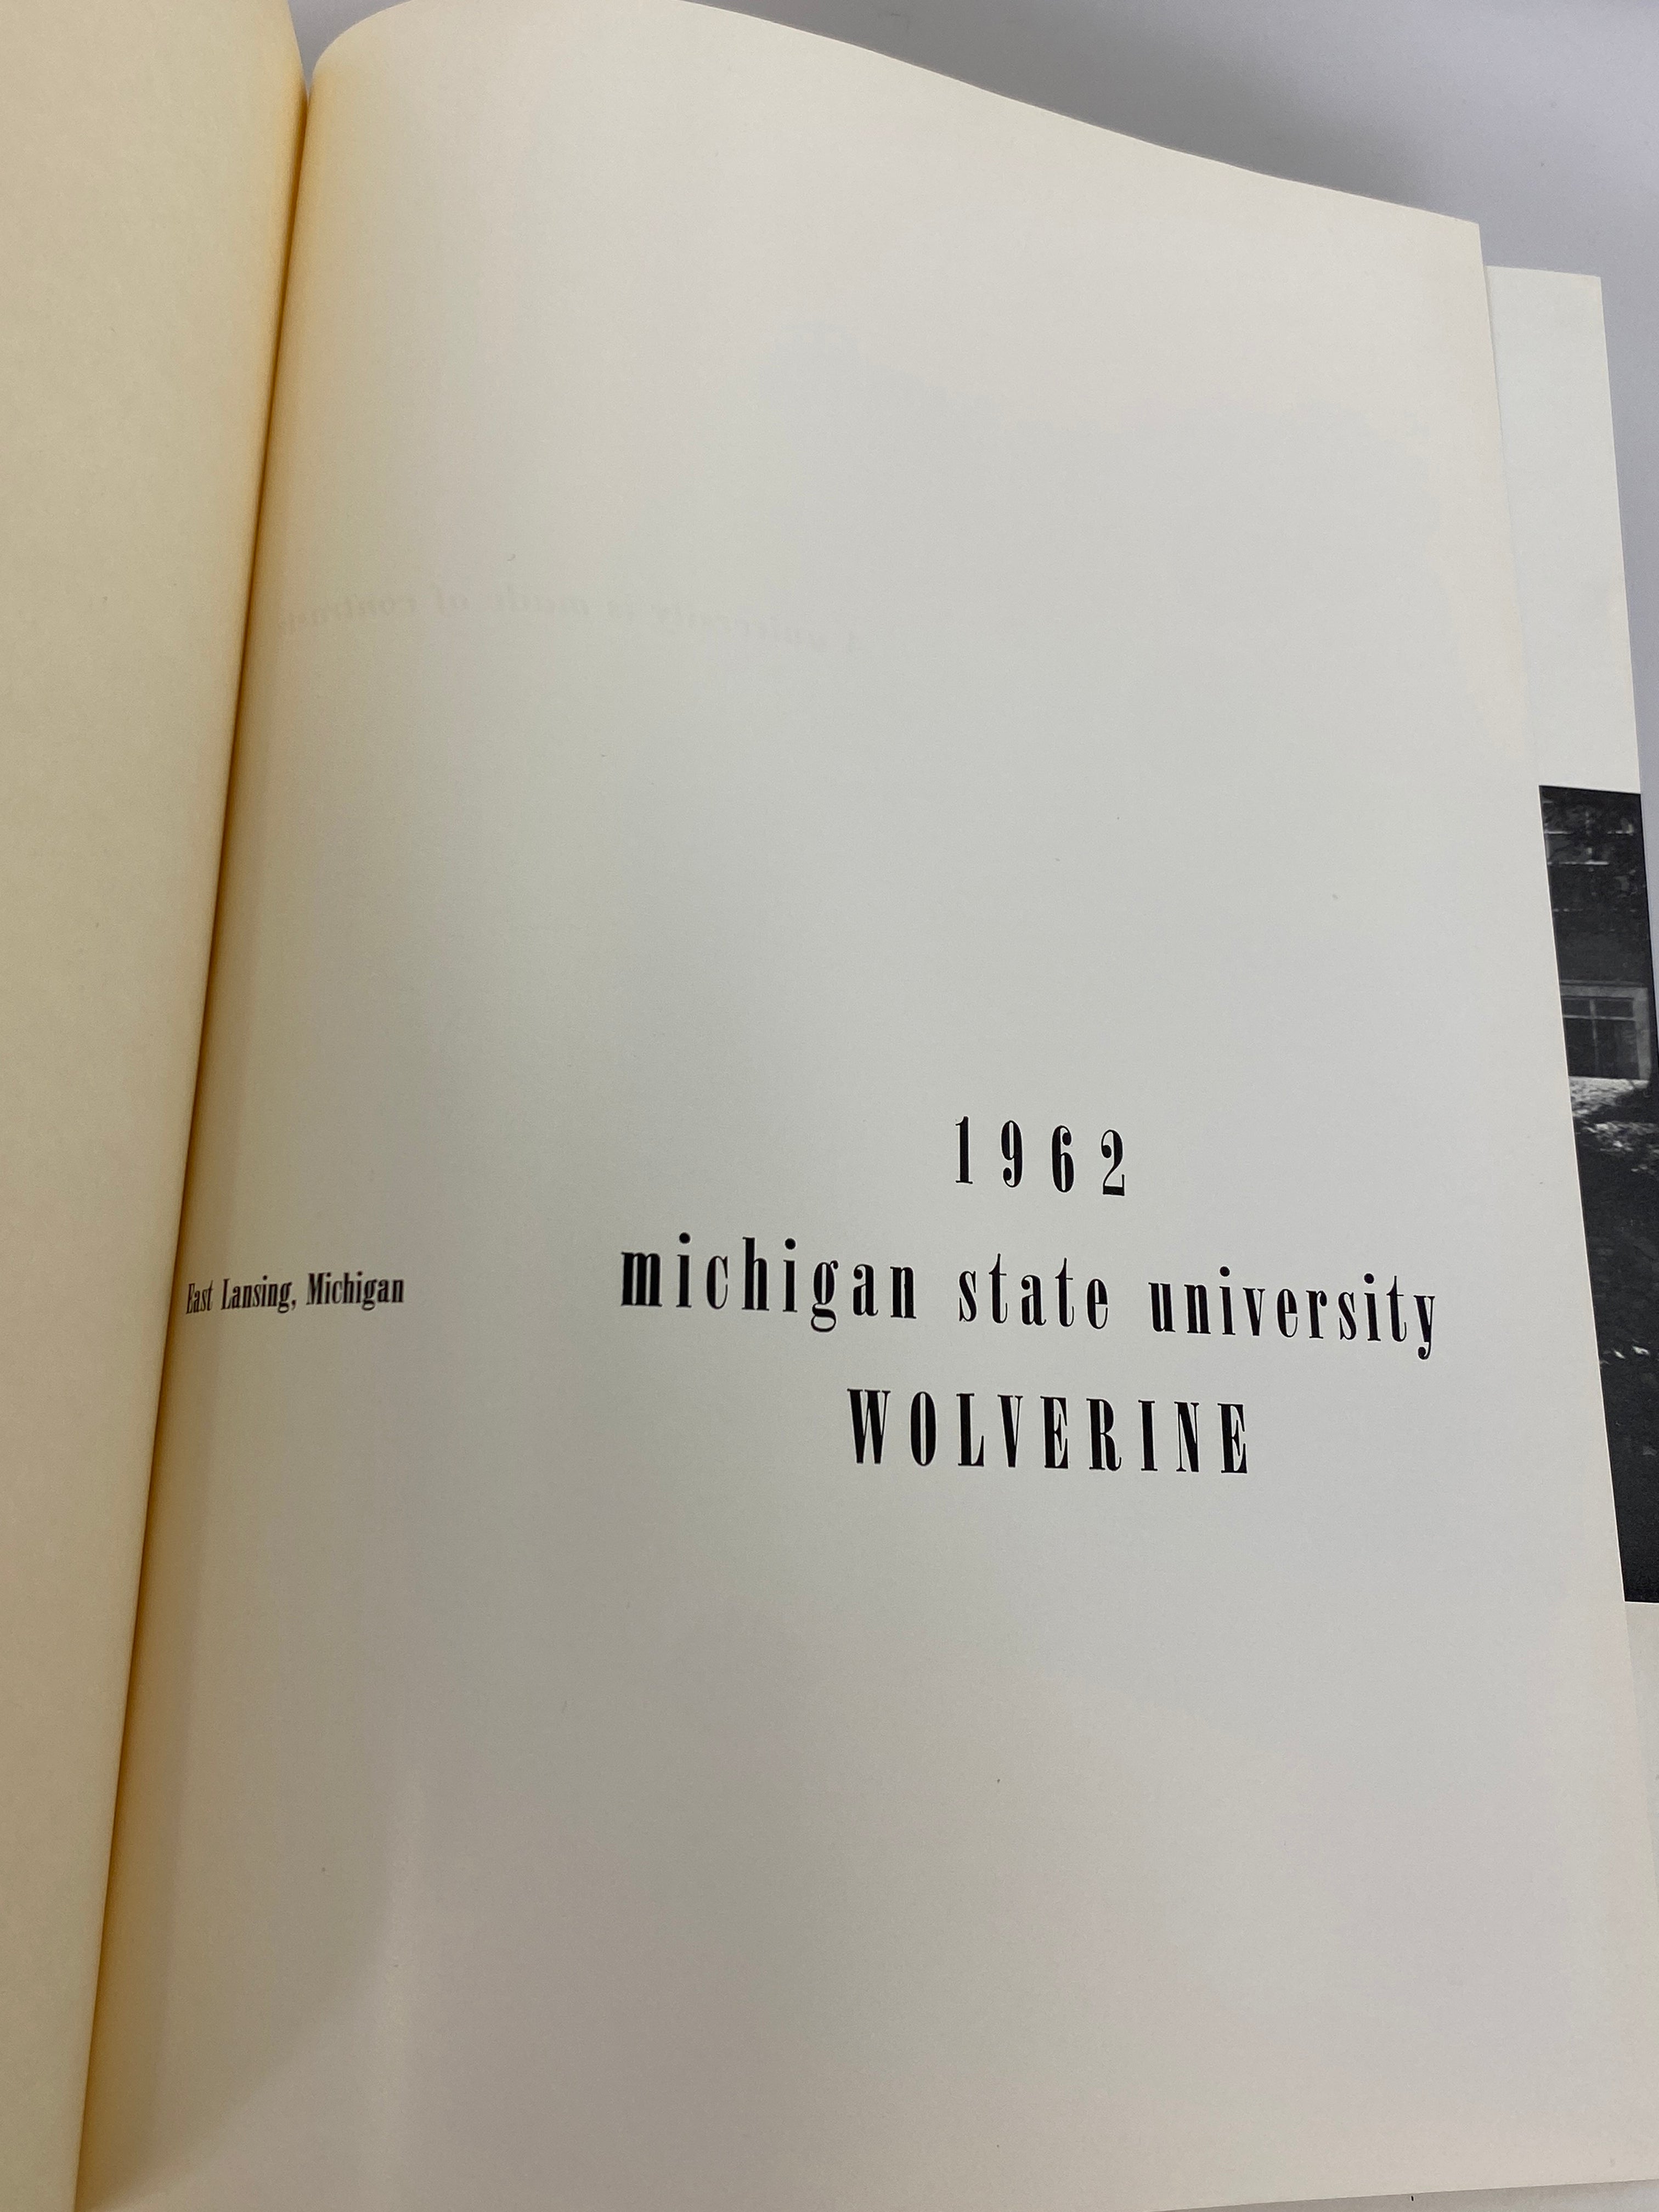 1962
michigan state university
WOLVERINE
East Lansing, Michigan